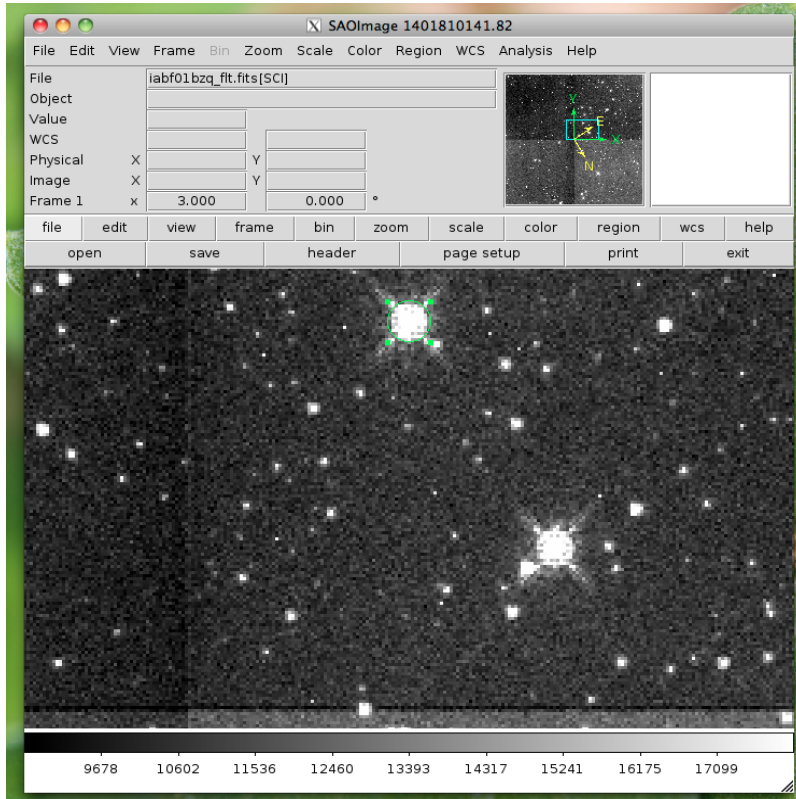 X SAOImage 1401810141.82
File Edit View Frame Bin Zoom Scale Color Region WCS Analysis Help
File iabf01bzq_flt.fits[SCI]
Object
Value
WCS
Physical X Y
Image X Y
Frame 1 x 3.000 0.000 °
Y
E
X
N
file edit view frame bin zoom scale color region wcs help
open save header page setup print exit
9678 10602 11536 12460 13393 14317 15241 16175 17099